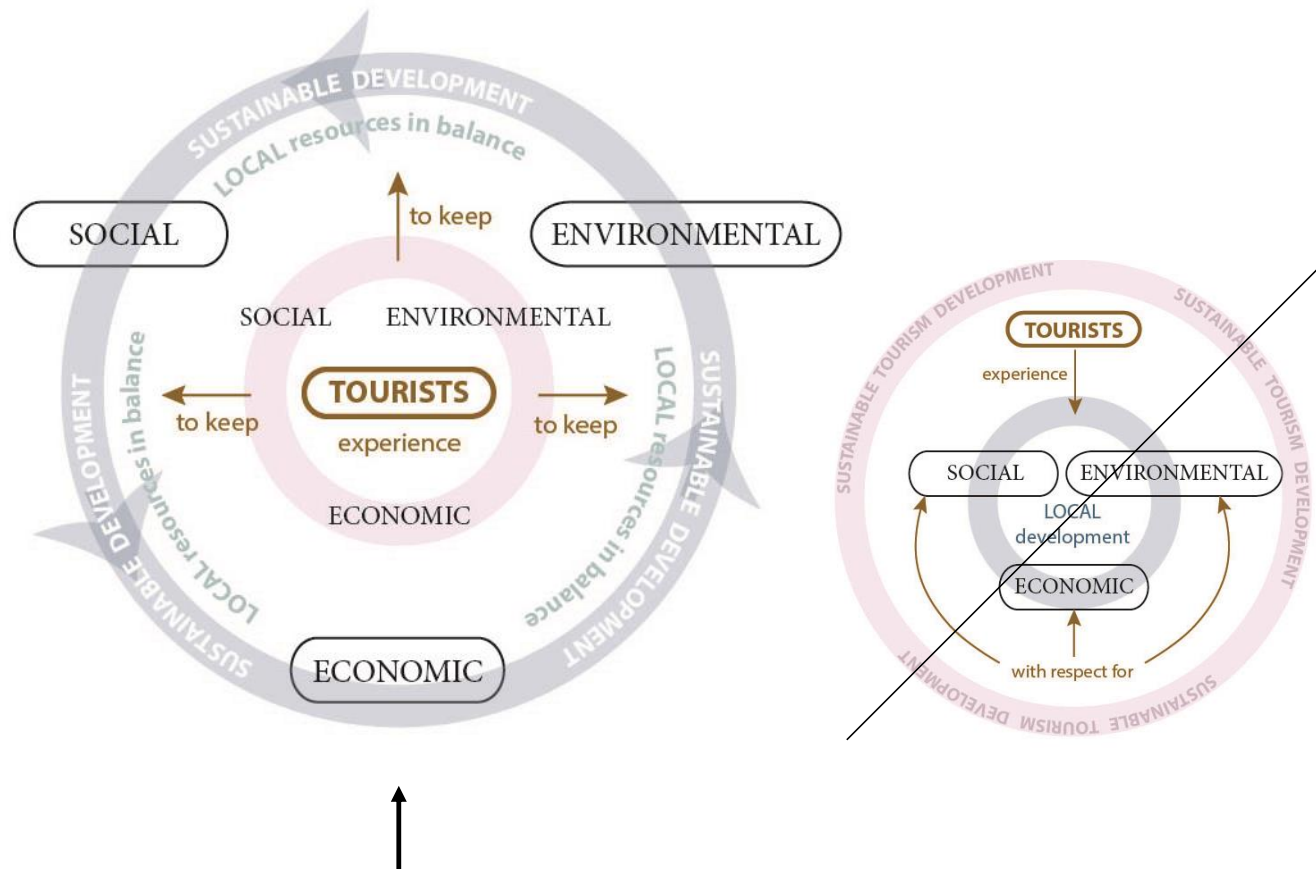 SUSTAINABLE DEVELOPMENT
LOCAL resources in balance
SOCIAL
to keep
ENVIRONMENTAL
SOCIAL
ENVIRONMENTAL
TOURISTS
experience
to keep
to keep
ECONOMIC
LOCAL resources in balance
SUSTAINABLE DEVELOPMENT
LOCAL resources in balance
SUSTAINABLE DEVELOPMENT
ECONOMIC
SUSTAINABLE TOURISM DEVELOPMENT
SUSTAINABLE TOURISM DEVELOPMENT
TOURISTS
experience
SOCIAL
ENVIRONMENTAL
LOCAL
development
ECONOMIC
with respect for
SUSTAINABLE TOURISM DEVELOPMENT